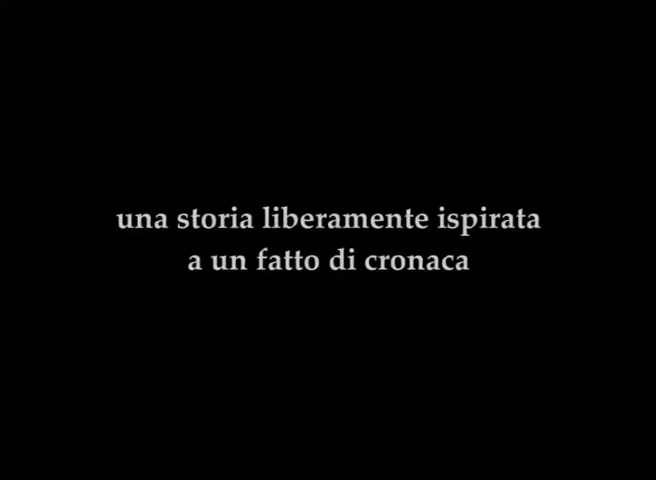 una storia liberamente ispirata
a un fatto di cronaca